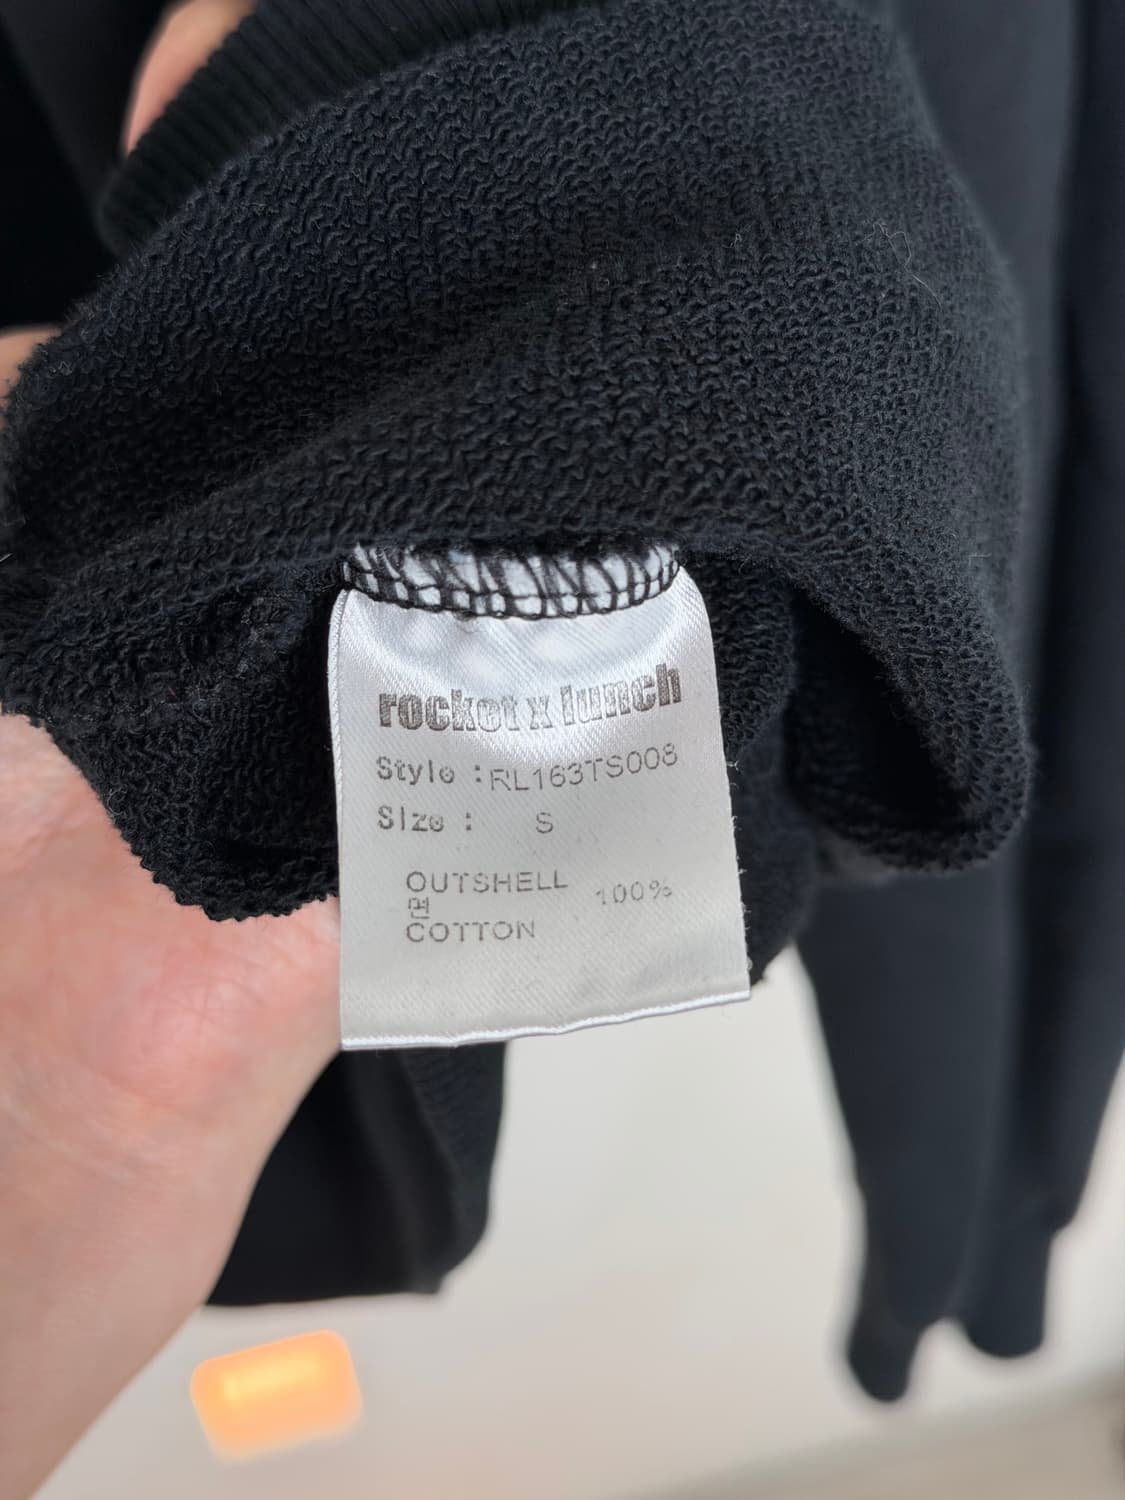 rocket x lunch
Style : RL163TS008
Size : S
OUTSHELL
면 100%
COTTON